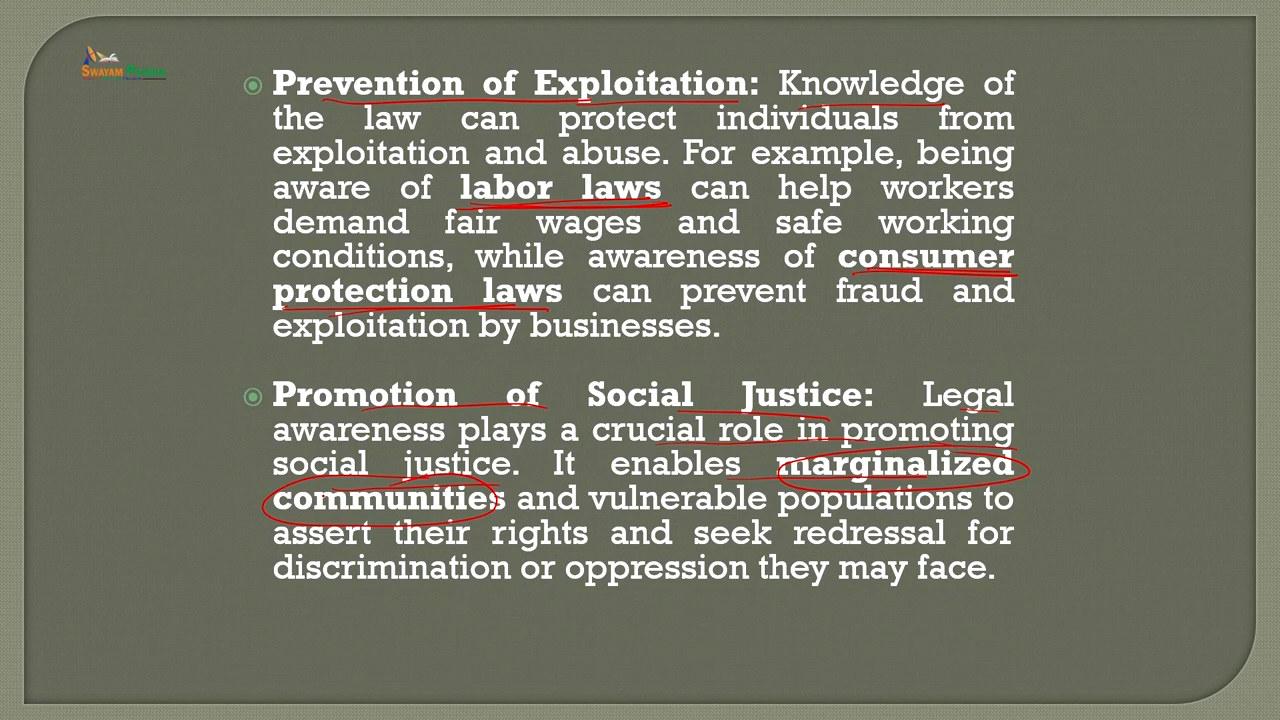 SWAYAM PRABHA
Prevention of Exploitation: Knowledge of
the law can protect individuals from
exploitation and abuse. For example, being
aware of labor laws can help workers
demand fair wages and safe working
conditions, while awareness of consumer
protection laws can prevent fraud and
exploitation by businesses.
Promotion of Social Justice: Legal
awareness plays a crucial role in promoting
social justice. It enables marginalized
communities and vulnerable populations to
assert their rights and seek redressal for
discrimination or oppression they may face.